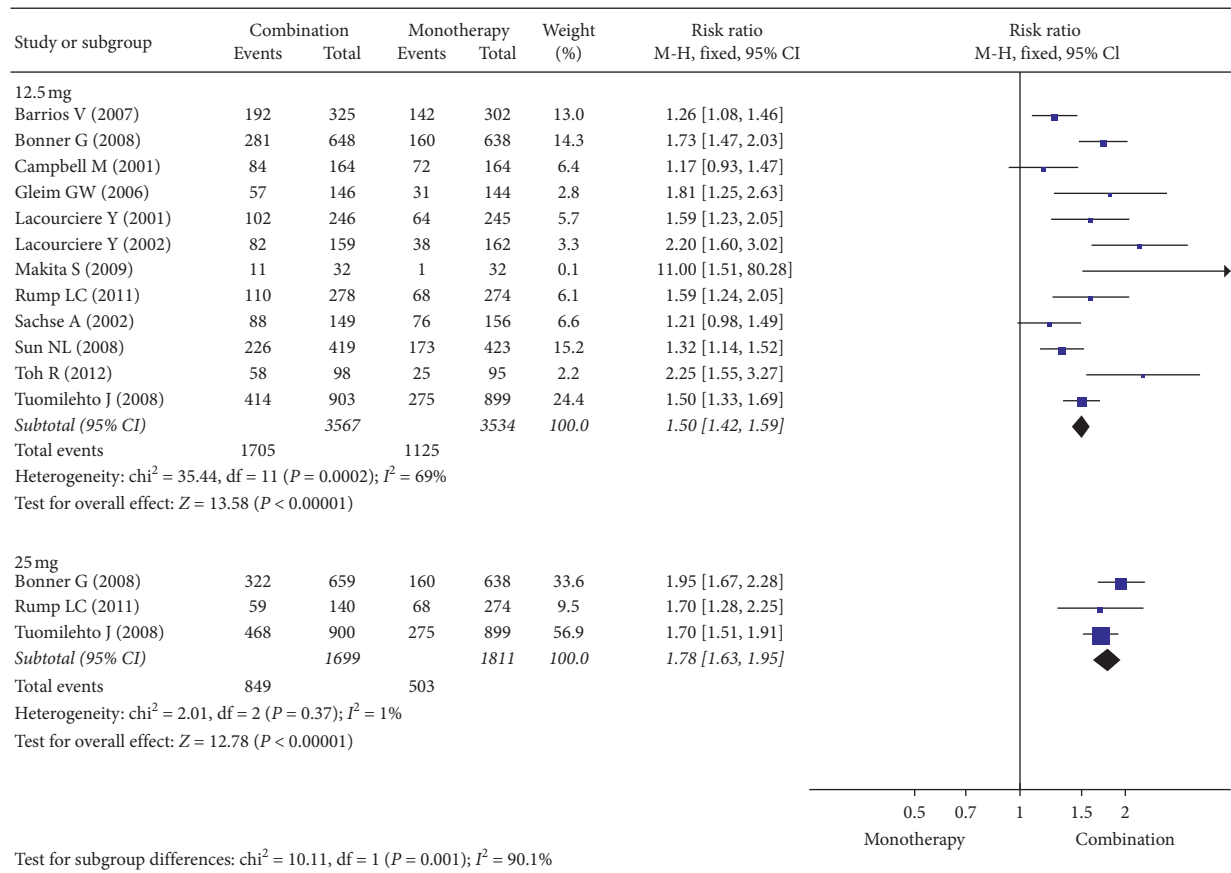 Study or subgroup Combination Monotherapy Weight Risk ratio Risk ratio
Events Total Events Total (%) M-H, fixed, 95% CI M-H, fixed, 95% CI
12.5 mg
Barrios V (2007) 192 325 142 302 13.0 1.26 [1.08, 1.46]
Bonner G (2008) 281 648 160 638 14.3 1.73 [1.47, 2.03]
Campbell M (2001) 84 164 72 164 6.4 1.17 [0.93, 1.47]
Gleim GW (2006) 57 146 31 144 2.8 1.81 [1.25, 2.63]
Lacourciere Y (2001) 102 246 64 245 5.7 1.59 [1.23, 2.05]
Lacourciere Y (2002) 82 159 38 162 3.3 2.20 [1.60, 3.02]
Makita S (2009) 11 32 1 32 0.1 11.00 [1.51, 80.28]
Rump LC (2011) 110 278 68 274 6.1 1.59 [1.24, 2.05]
Sachse A (2002) 88 149 76 156 6.6 1.21 [0.98, 1.49]
Sun NL (2008) 226 419 173 423 15.2 1.32 [1.14, 1.52]
Toh R (2012) 58 98 25 95 2.2 2.25 [1.55, 3.27]
Tuomilehto J (2008) 414 903 275 899 24.4 1.50 [1.33, 1.69]
Subtotal (95% CI) 3567 3534 100.0 1.50 [1.42, 1.59]
Total events 1705 1125
Heterogeneity: chi² = 35.44, df = 11 (P = 0.0002); I² = 69%
Test for overall effect: Z = 13.58 (P < 0.00001)
25 mg
Bonner G (2008) 322 659 160 638 33.6 1.95 [1.67, 2.28]
Rump LC (2011) 59 140 68 274 9.5 1.70 [1.28, 2.25]
Tuomilehto J (2008) 468 900 275 899 56.9 1.70 [1.51, 1.91]
Subtotal (95% CI) 1699 1811 100.0 1.78 [1.63, 1.95]
Total events 849 503
Heterogeneity: chi² = 2.01, df = 2 (P = 0.37); I² = 1%
Test for overall effect: Z = 12.78 (P < 0.00001)
0.5 0.7 1 1.5 2
Monotherapy Combination
Test for subgroup differences: chi² = 10.11, df = 1 (P = 0.001); I² = 90.1%